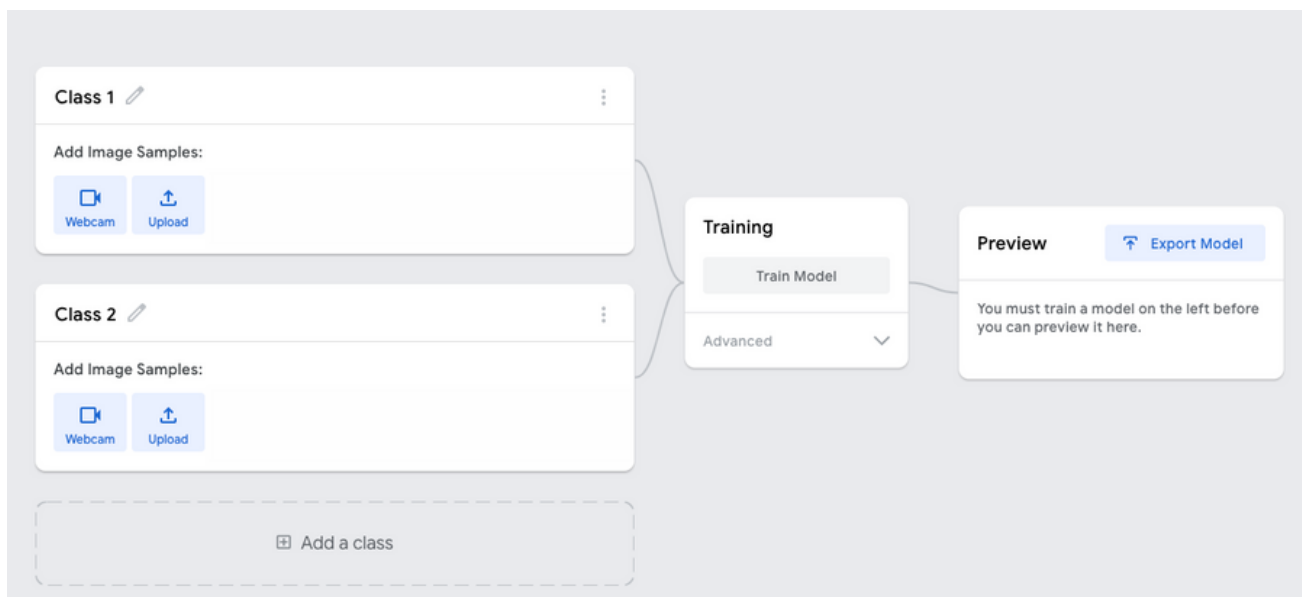 Class 1
Add Image Samples:
Webcam
Upload
Class 2
Add Image Samples:
Webcam
Upload
Add a class
Training
Train Model
Advanced
Preview
Export Model
You must train a model on the left before
you can preview it here.